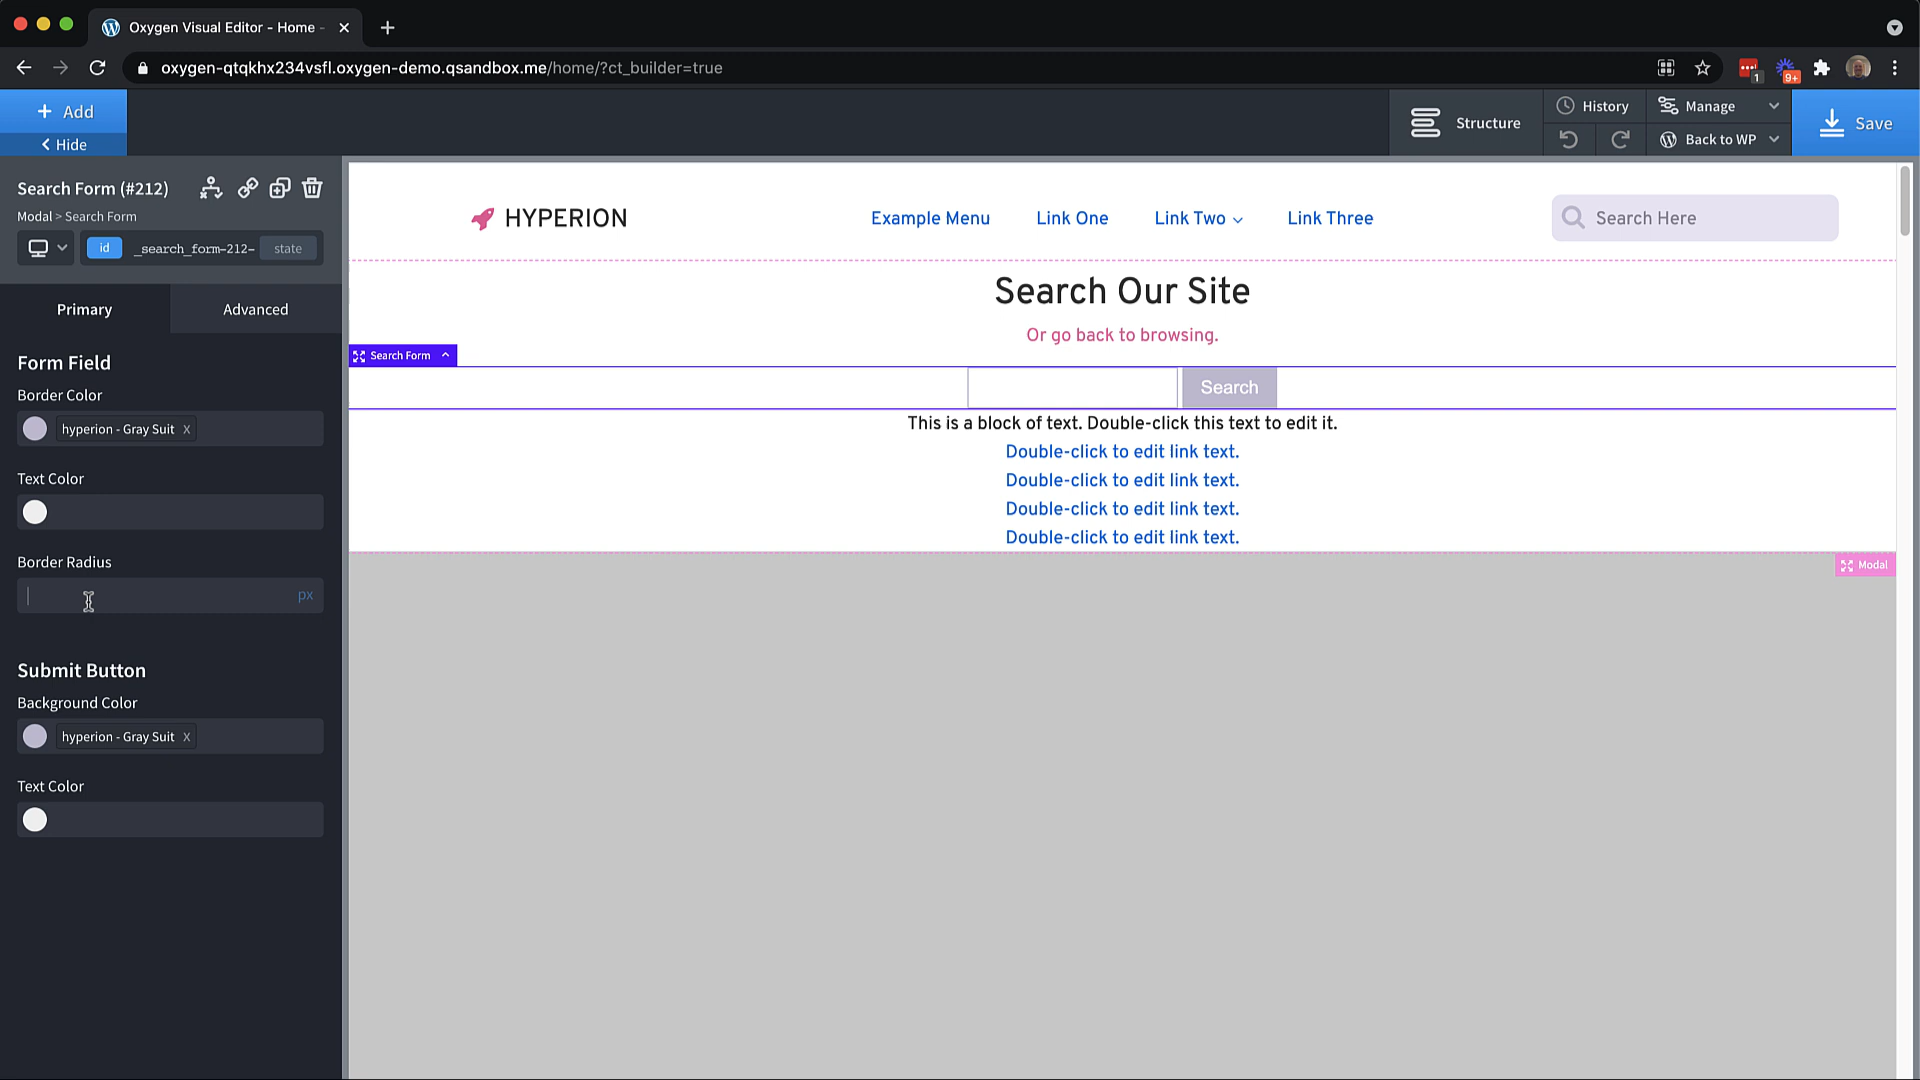 Oxygen Visual Editor - Home -
oxygen-qtqkhx234vsfl.oxygen-demo.qsandbox.me/home/?ct_builder=true
1
9+
+ Add
< Hide
Structure
History
Manage
Back to WP
Save
Search Form (#212)
Modal > Search Form
id
_search_form-212-
state
Primary
Advanced
Form Field
Border Color
hyperion - Gray Suit x
Text Color
Border Radius
px
Submit Button
Background Color
hyperion - Gray Suit x
Text Color
HYPERION
Example Menu
Link One
Link Two
Link Three
Search Here
Search Our Site
Or go back to browsing.
Search Form
Search
This is a block of text. Double-click this text to edit it.
Double-click to edit link text.
Double-click to edit link text.
Double-click to edit link text.
Double-click to edit link text.
Modal